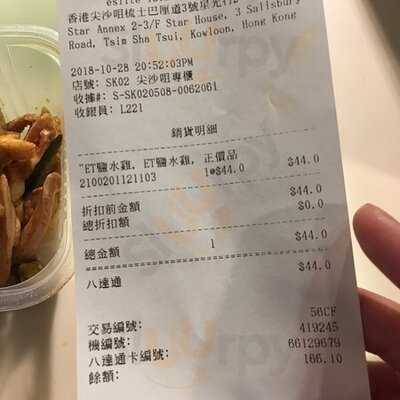 eslite
香港尖沙咀梳士巴厘道3號星光行2
Star Annex 2-3/F Star House, 3 Salisbury
Road, Tsim Sha Tsui, Kowloon, Hong Kong
2018-10-28 20:52:03PM
店號: SK02 尖沙咀專櫃
收據#: S-SK020508-0062061
收銀員: L221
銷貨明細
"ET鹽水雞, ET鹽水雞, 正價品
2100201121103 1@$44.0 $44.0
折扣前金額 $44.0
總折扣額 $0.0
總金額 1 $44.0
八達通 $44.0
交易編號: 56CF
機編號: 419245
八達通卡編號: 66129679
餘額: 166.10